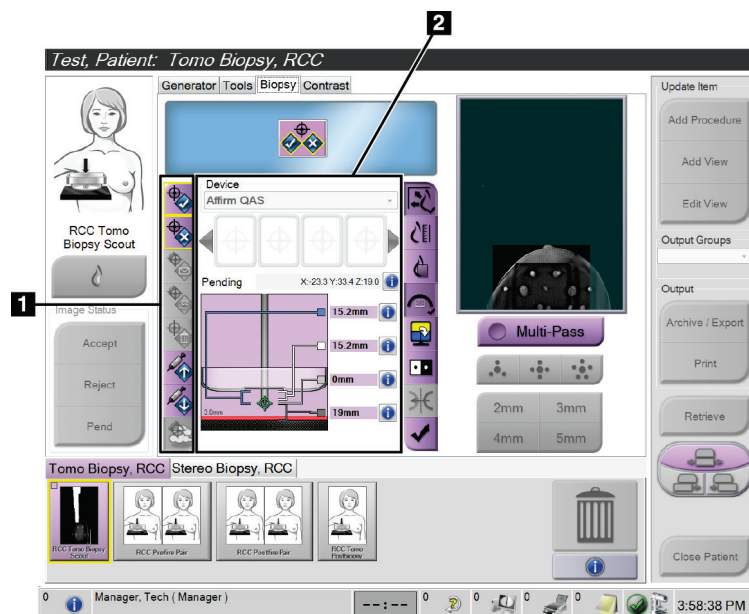 2
Test, Patient: Tomo Biopsy, RCC
Generator Tools Biopsy Contrast
Update Item
Add Procedure
Add View
Edit View
Output Groups
Output
Archive / Export
Print
Retrieve
Close Patient
RCC Tomo
Biopsy Scout
Image Status
Accept
Reject
Pend
1
Device
Affirm QAS
Pending X:-23.3 Y:33.4 Z:19.0
15.2mm
15.2mm
0mm
19mm
3.0mm
Multi-Pass
2mm 3mm
4mm 5mm
Tomo Biopsy, RCC Stereo Biopsy, RCC
RCC Tomo Biopsy
Scout
RCC Prefire Pair
RCC Postfire Pair
RCC Tomo
Postbiopsy
0 Manager, Tech ( Manager ) --:-- 0 0 0 0 3:58:38 PM